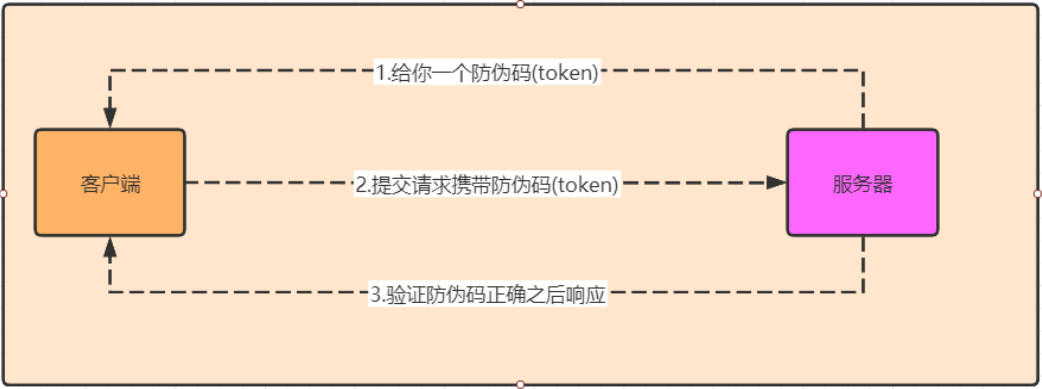 1.给你一个防伪码(token)
客户端
2.提交请求携带防伪码(token)
服务器
3.验证防伪码正确之后响应